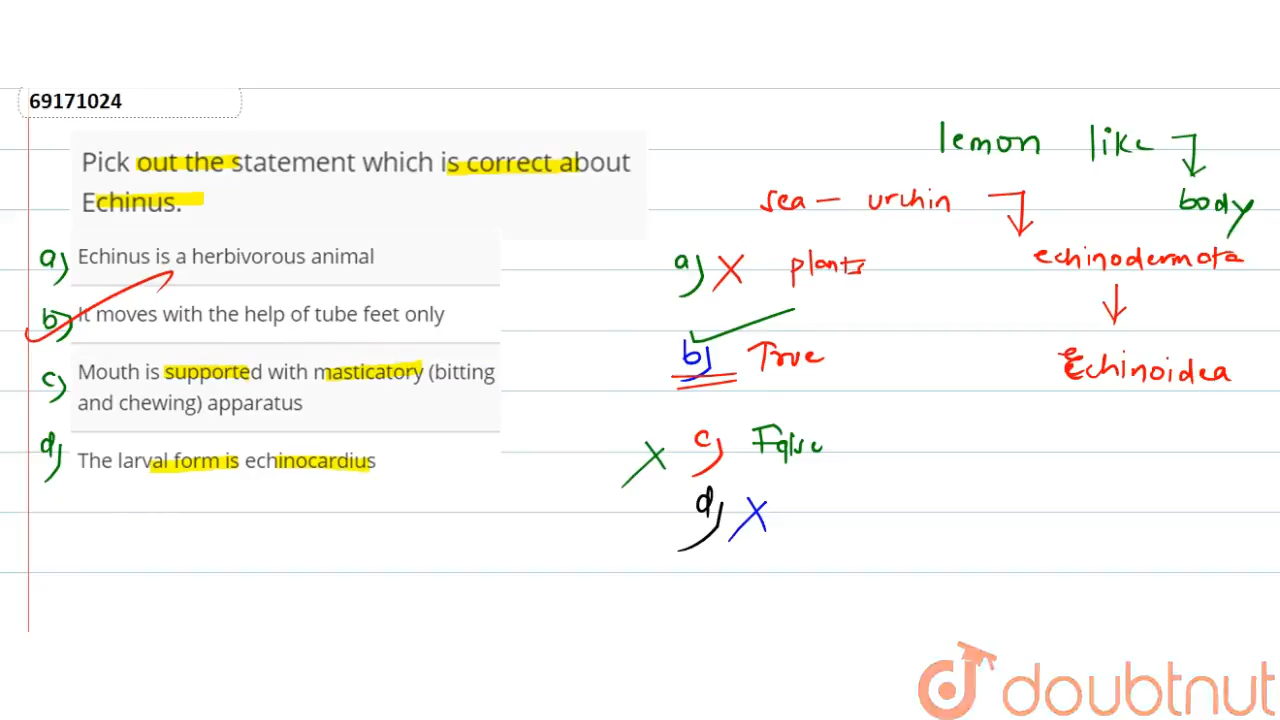 69171024
Pick out the statement which is correct about
Echinus.
a) Echinus is a herbivorous animal
b) It moves with the help of tube feet only
c) Mouth is supported with masticatory (bitting
and chewing) apparatus
d) The larval form is echinocardius
lemon like
body
sea - urchin
echinodermata
Echinoidea
a) X plants
b) True
X c) False
d) X
doubtnut